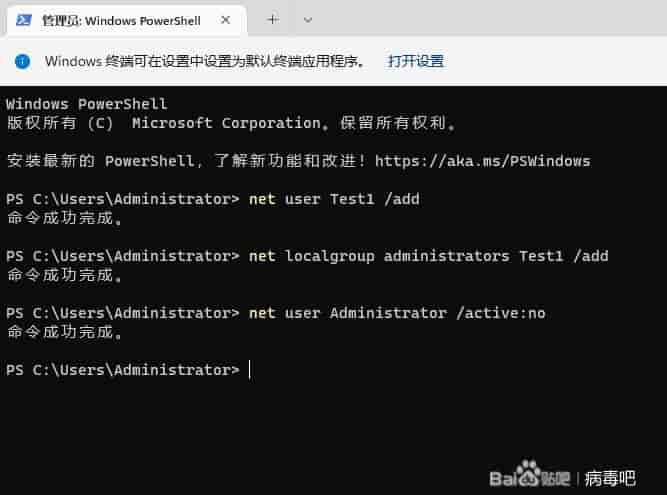 管理员: Windows PowerShell
Windows 终端可在设置中设置为默认终端应用程序。 打开设置
Windows PowerShell
版权所有 (C) Microsoft Corporation。保留所有权利。
安装最新的 PowerShell，了解新功能和改进！https://aka.ms/PSWindows
PS C:\Users\Administrator> net user Test1 /add
命令成功完成。
PS C:\Users\Administrator> net localgroup administrators Test1 /add
命令成功完成。
PS C:\Users\Administrator> net user Administrator /active:no
命令成功完成。
PS C:\Users\Administrator>
Bai贴吧 | 病毒吧